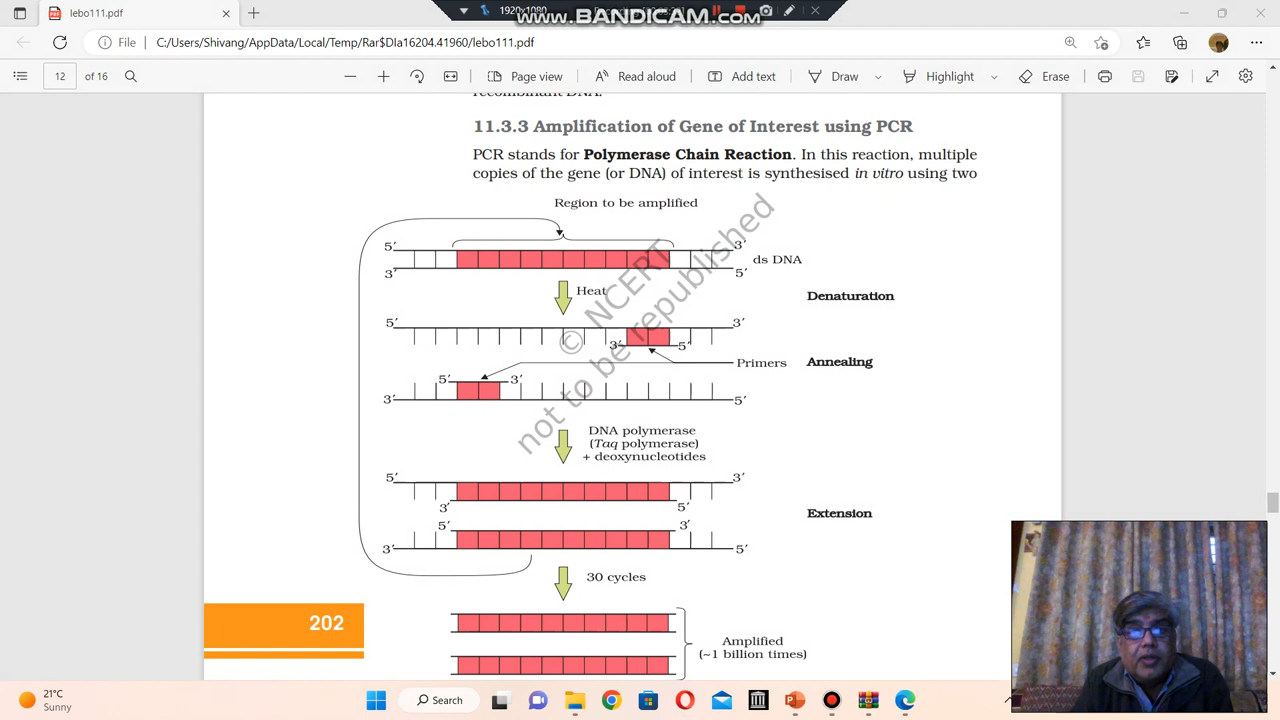 lebo111.pdf
1920x1080
www.BANDICAM.com
File
C:/Users/Shivang/AppData/Local/Temp/Rar$DIa16204.41960/lebo111.pdf
12 of 16
Page view
Read aloud
Add text
Draw
Highlight
Erase
recombinant DNA.
11.3.3 Amplification of Gene of Interest using PCR
PCR stands for Polymerase Chain Reaction. In this reaction, multiple
copies of the gene (or DNA) of interest is synthesised in vitro using two
Region to be amplified
5′ 3′
3′ 5′ ds DNA
Heat
Denaturation
5′ 3′
3′ 5′
Primers
Annealing
5′ 3′
3′ 5′
DNA polymerase
(Taq polymerase)
+ deoxynucleotides
5′ 3′
3′ 5′
Extension
5′ 3′
3′ 5′
30 cycles
Amplified
(~1 billion times)
© NCERT
not to be republished
202
21°C
Sunny
Search